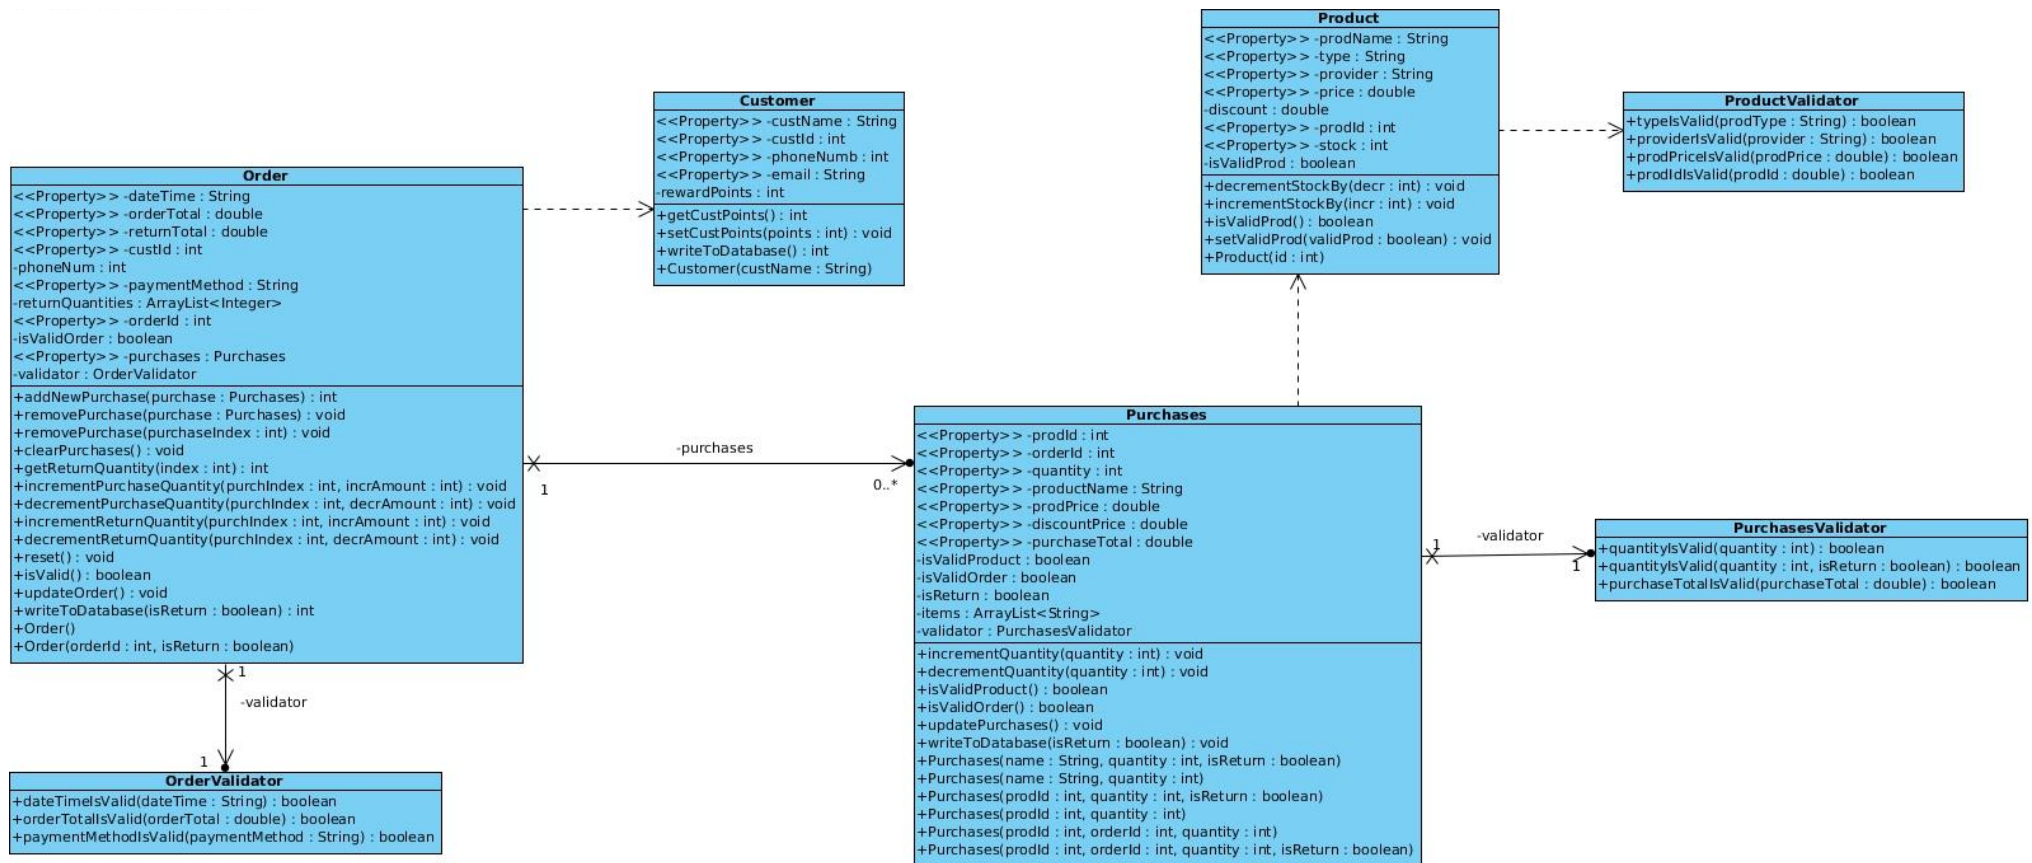 Product
<<Property>> -prodName : String
<<Property>> -type : String
<<Property>> -provider : String
<<Property>> -price : double
-discount : double
<<Property>> -prodId : int
<<Property>> -stock : int
-isValidProd : boolean
+decrementStockBy(decr : int) : void
+incrementStockBy(incr : int) : void
+isValidProd() : boolean
+setValidProd(validProd : boolean) : void
+Product(id : int)
ProductValidator
+typeIsValid(prodType : String) : boolean
+providerIsValid(provider : String) : boolean
+prodPriceIsValid(prodPrice : double) : boolean
+prodIdIsValid(prodId : double) : boolean
Customer
<<Property>> -custName : String
<<Property>> -custId : int
<<Property>> -phoneNumb : int
<<Property>> -email : String
-rewardPoints : int
+getCustPoints() : int
+setCustPoints(points : int) : void
+writeToDatabase() : int
+Customer(custName : String)
Order
<<Property>> -dateTime : String
<<Property>> -orderTotal : double
<<Property>> -returnTotal : double
<<Property>> -custId : int
-phoneNum : int
<<Property>> -paymentMethod : String
-returnQuantities : ArrayList<Integer>
<<Property>> -orderId : int
-isValidOrder : boolean
<<Property>> -purchases : Purchases
-validator : OrderValidator
+addNewPurchase(purchase : Purchases) : int
+removePurchase(purchase : Purchases) : void
+removePurchase(purchaseIndex : int) : void
+clearPurchases() : void
+getReturnQuantity(index : int) : int
+incrementPurchaseQuantity(purchIndex : int, incrAmount : int) : void
+decrementPurchaseQuantity(purchIndex : int, decrAmount : int) : void
+incrementReturnQuantity(purchIndex : int, incrAmount : int) : void
+decrementReturnQuantity(purchIndex : int, decrAmount : int) : void
+reset() : void
+isValid() : boolean
+updateOrder() : void
+writeToDatabase(isReturn : boolean) : int
+Order()
+Order(orderId : int, isReturn : boolean)
-purchases
1
0..*
Purchases
<<Property>> -prodId : int
<<Property>> -orderId : int
<<Property>> -quantity : int
<<Property>> -productName : String
<<Property>> -prodPrice : double
<<Property>> -discountPrice : double
<<Property>> -purchaseTotal : double
-isValidProduct : boolean
-isValidOrder : boolean
-isReturn : boolean
-items : ArrayList<String>
-validator : PurchasesValidator
+incrementQuantity(quantity : int) : void
+decrementQuantity(quantity : int) : void
+isValidProduct() : boolean
+isValidOrder() : boolean
+updatePurchases() : void
+writeToDatabase(isReturn : boolean) : void
+Purchases(name : String, quantity : int, isReturn : boolean)
+Purchases(name : String, quantity : int)
+Purchases(prodId : int, quantity : int, isReturn : boolean)
+Purchases(prodId : int, quantity : int)
+Purchases(prodId : int, orderId : int, quantity : int)
+Purchases(prodId : int, orderId : int, quantity : int, isReturn : boolean)
1
-validator
1
PurchasesValidator
+quantityIsValid(quantity : int) : boolean
+quantityIsValid(quantity : int, isReturn : boolean) : boolean
+purchaseTotalIsValid(purchaseTotal : double) : boolean
1
-validator
1
OrderValidator
+dateTimeIsValid(dateTime : String) : boolean
+orderTotalIsValid(orderTotal : double) : boolean
+paymentMethodIsValid(paymentMethod : String) : boolean